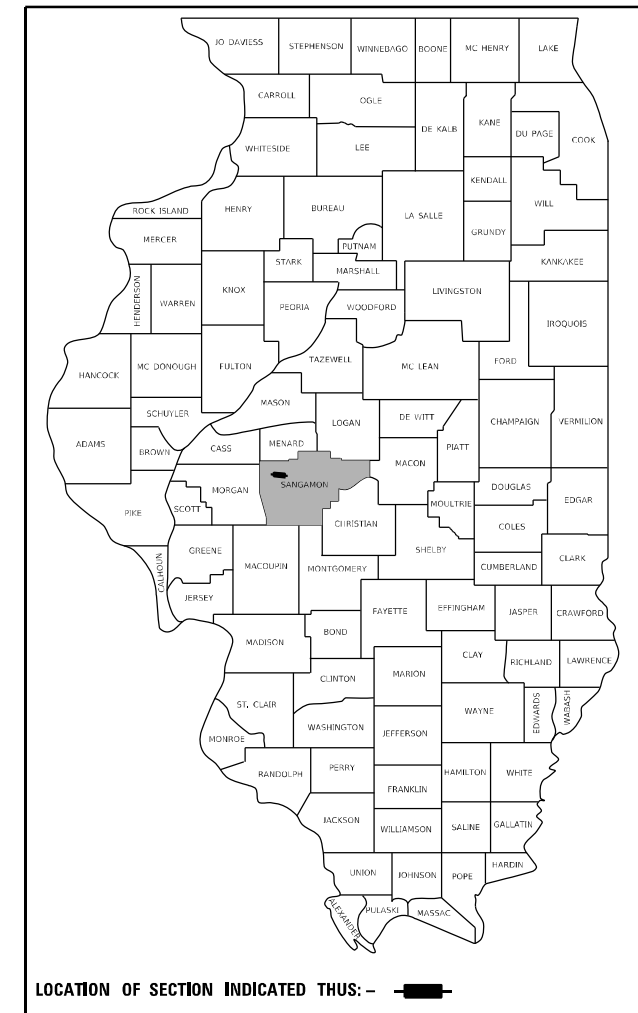 JO DAVIESS
STEPHENSON
WINNEBAGO
BOONE
MC HENRY
LAKE
CARROLL
OGLE
DE KALB
KANE
DU PAGE
COOK
WHITESIDE
LEE
KENDALL
WILL
ROCK ISLAND
HENRY
BUREAU
LA SALLE
GRUNDY
MERCER
PUTNAM
KANKAKEE
STARK
MARSHALL
HENDERSON
WARREN
KNOX
PEORIA
WOODFORD
LIVINGSTON
IROQUOIS
HANCOCK
MC DONOUGH
FULTON
TAZEWELL
MC LEAN
FORD
SCHUYLER
MASON
LOGAN
DE WITT
PIATT
CHAMPAIGN
VERMILION
ADAMS
BROWN
CASS
MENARD
MACON
SANGAMON
MORGAN
SCOTT
PIKE
CHRISTIAN
MOULTRIE
DOUGLAS
EDGAR
COLES
SHELBY
CUMBERLAND
CLARK
GREENE
CALHOUN
JERSEY
MACOUPIN
MONTGOMERY
FAYETTE
EFFINGHAM
JASPER
CRAWFORD
MADISON
BOND
CLAY
RICHLAND
LAWRENCE
MARION
CLINTON
ST. CLAIR
WAYNE
EDWARDS
WABASH
WASHINGTON
JEFFERSON
MONROE
RANDOLPH
PERRY
FRANKLIN
HAMILTON
WHITE
JACKSON
WILLIAMSON
SALINE
GALLATIN
UNION
JOHNSON
POPE
HARDIN
ALEXANDER
PULASKI
MASSAC
LOCATION OF SECTION INDICATED THUS: –